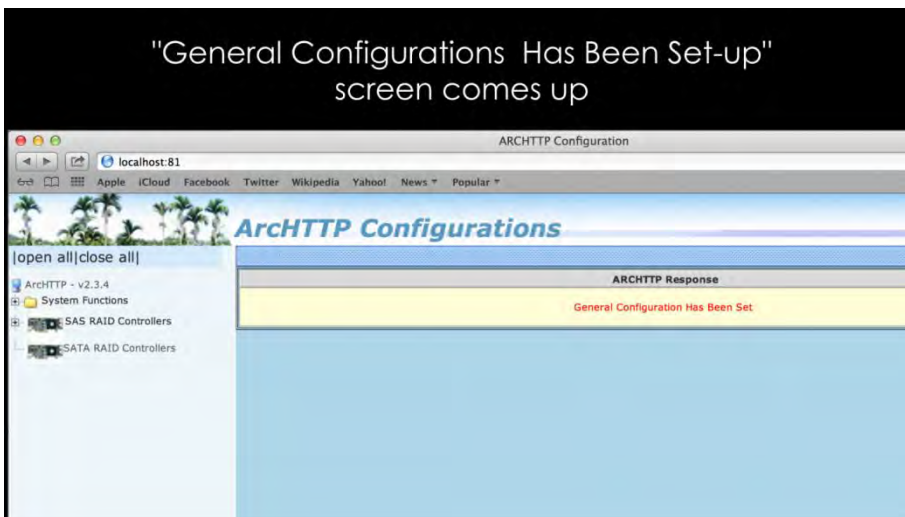 "General Configurations Has Been Set-up"
screen comes up
ARCHTTP Configuration
localhost:81
Apple iCloud Facebook Twitter Wikipedia Yahoo! News Popular
ArcHTTP Configurations
|open all|close all|
ArcHTTP - v2.3.4
System Functions
SAS RAID Controllers
SATA RAID Controllers
ARCHTTP Response
General Configuration Has Been Set